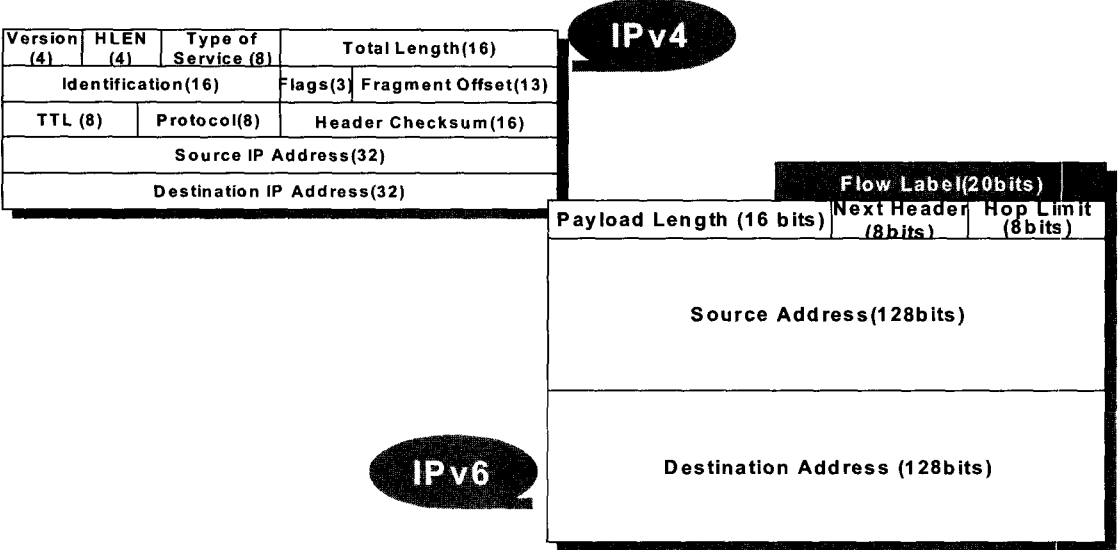 IPv4
Version HLEN Type of Total Length(16)
(4) (4) Service (8)
Identification(16) Flags(3) Fragment Offset(13)
TTL (8) Protocol(8) Header Checksum(16)
Source IP Address(32)
Destination IP Address(32)
Flow Label(20bits)
Payload Length (16 bits) Next Header Hop Limit
(8bits) (8bits)
Source Address(128bits)
IPv6
Destination Address (128bits)